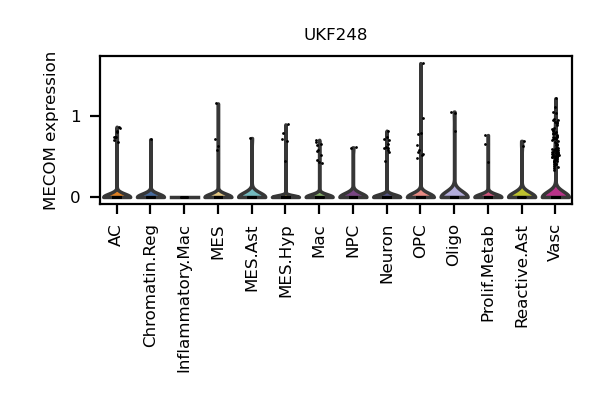 UKF248
MECOM expression
1
0
AC
Chromatin.Reg
Inflammatory.Mac
MES
MES.Ast
MES.Hyp
Mac
NPC
Neuron
OPC
Oligo
Prolif.Metab
Reactive.Ast
Vasc